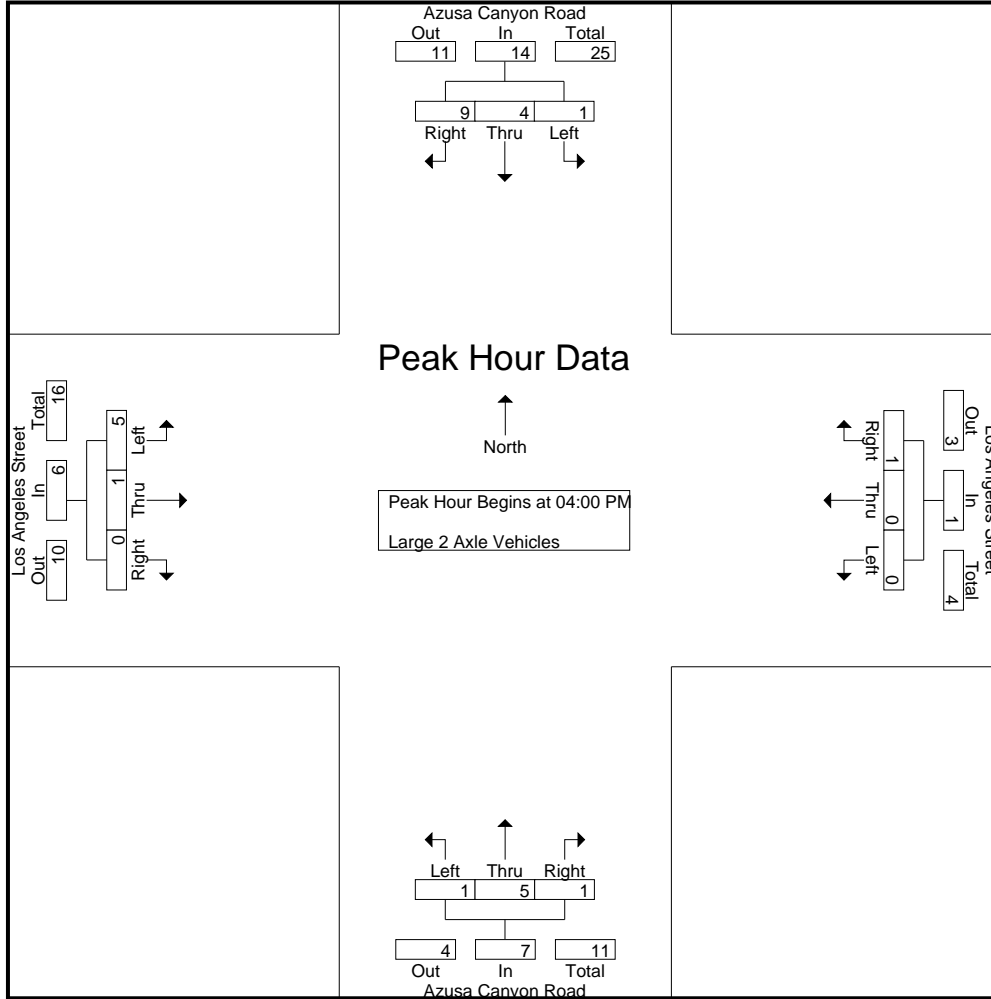 Azusa Canyon Road
Out In Total
11 14 25
9 4 1
Right Thru Left
Peak Hour Data
North
Peak Hour Begins at 04:00 PM
Large 2 Axle Vehicles
Los Angeles Street
Total In Out
16 6 10
5 1 0
Left Thru Right
Los Angeles Street
Out In Total
3 1 4
1 0 0
Right Thru Left
Left Thru Right
1 5 1
4 7 11
Out In Total
Azusa Canyon Road